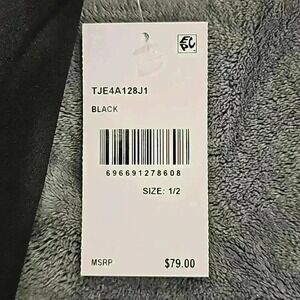 TJE4A128J1
BLACK
696691278608
SIZE: 1/2
MSRP $79.00